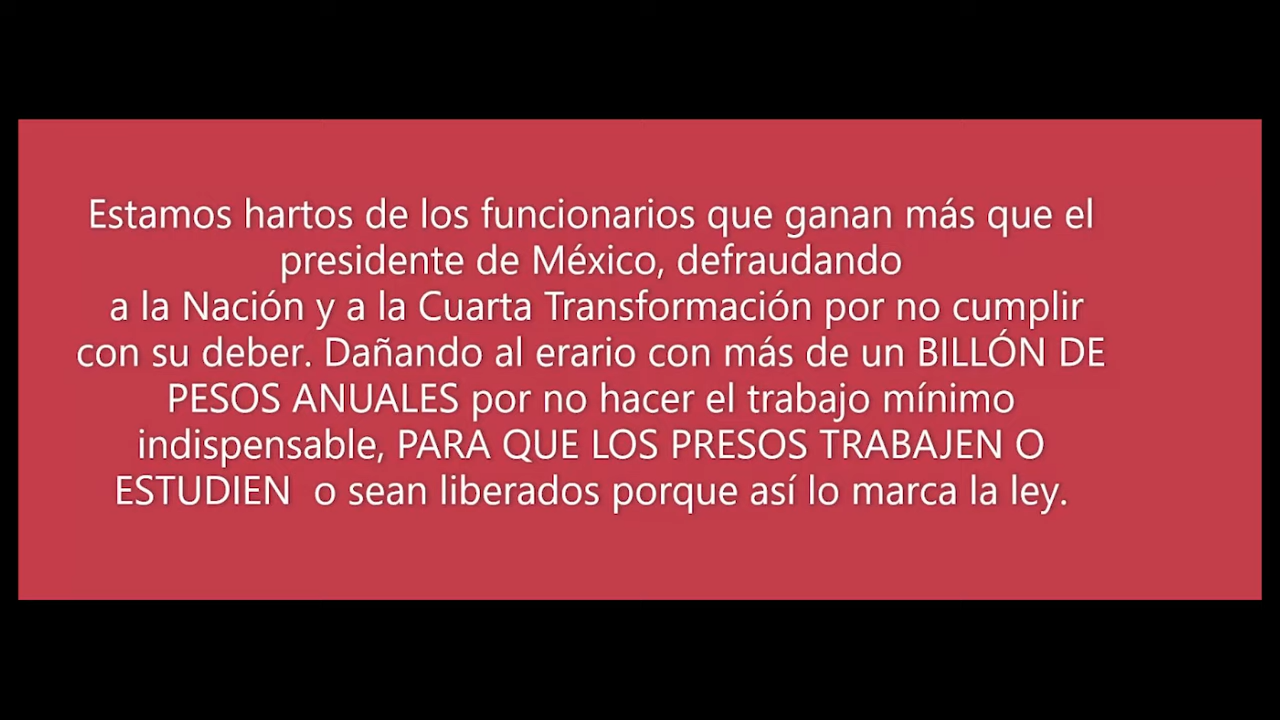 Estamos hartos de los funcionarios que ganan más que el
presidente de México, defraudando
a la Nación y a la Cuarta Transformación por no cumplir
con su deber. Dañando al erario con más de un BILLÓN DE
PESOS ANUALES por no hacer el trabajo mínimo
indispensable, PARA QUE LOS PRESOS TRABAJEN O
ESTUDIEN  o sean liberados porque así lo marca la ley.